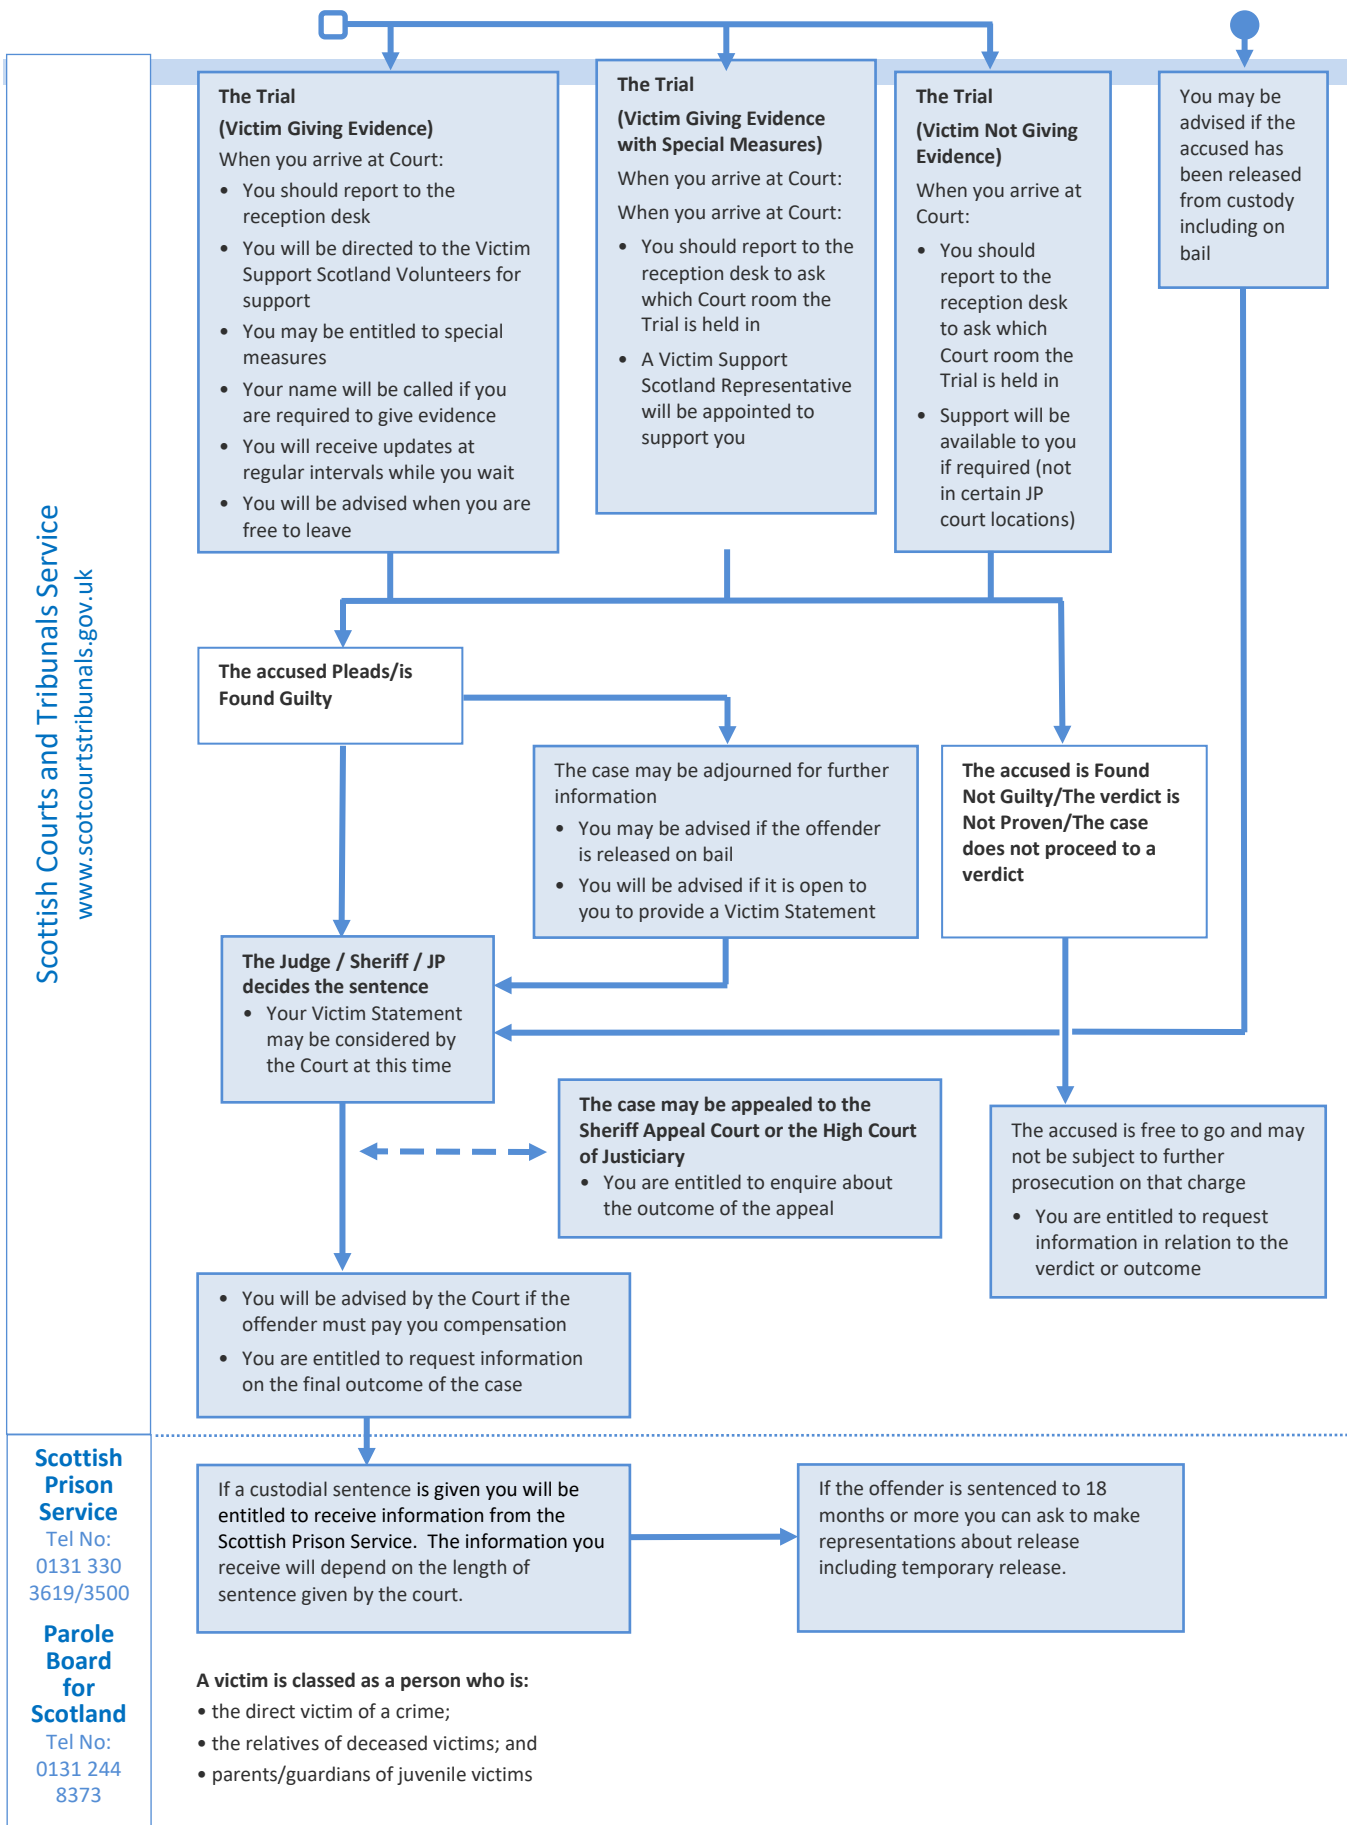 Scottish Courts and Tribunals Service
www.scotcourtstribunals.gov.uk
The Trial
(Victim Giving Evidence)
When you arrive at Court:
• You should report to the
reception desk
• You will be directed to the Victim
Support Scotland Volunteers for
support
• You may be entitled to special
measures
• Your name will be called if you
are required to give evidence
• You will receive updates at
regular intervals while you wait
• You will be advised when you are
free to leave
The Trial
(Victim Giving Evidence
with Special Measures)
When you arrive at Court:
When you arrive at Court:
• You should report to the
reception desk to ask
which Court room the
Trial is held in
• A Victim Support
Scotland Representative
will be appointed to
support you
The Trial
(Victim Not Giving
Evidence)
When you arrive at
Court:
• You should
report to the
reception desk
to ask which
Court room the
Trial is held in
• Support will be
available to you
if required (not
in certain JP
court locations)
You may be
advised if the
accused has
been released
from custody
including on
bail
The accused Pleads/is
Found Guilty
The case may be adjourned for further
information
• You may be advised if the offender
is released on bail
• You will be advised if it is open to
you to provide a Victim Statement
The accused is Found
Not Guilty/The verdict is
Not Proven/The case
does not proceed to a
verdict
The Judge / Sheriff / JP
decides the sentence
• Your Victim Statement
may be considered by
the Court at this time
The case may be appealed to the
Sheriff Appeal Court or the High Court
of Justiciary
• You are entitled to enquire about
the outcome of the appeal
The accused is free to go and may
not be subject to further
prosecution on that charge
• You are entitled to request
information in relation to the
verdict or outcome
• You will be advised by the Court if the
offender must pay you compensation
• You are entitled to request information
on the final outcome of the case
Scottish
Prison
Service
Tel No:
0131 330
3619/3500
Parole
Board
for
Scotland
Tel No:
0131 244
8373
If a custodial sentence is given you will be
entitled to receive information from the
Scottish Prison Service. The information you
receive will depend on the length of
sentence given by the court.
If the offender is sentenced to 18
months or more you can ask to make
representations about release
including temporary release.
A victim is classed as a person who is:
• the direct victim of a crime;
• the relatives of deceased victims; and
• parents/guardians of juvenile victims